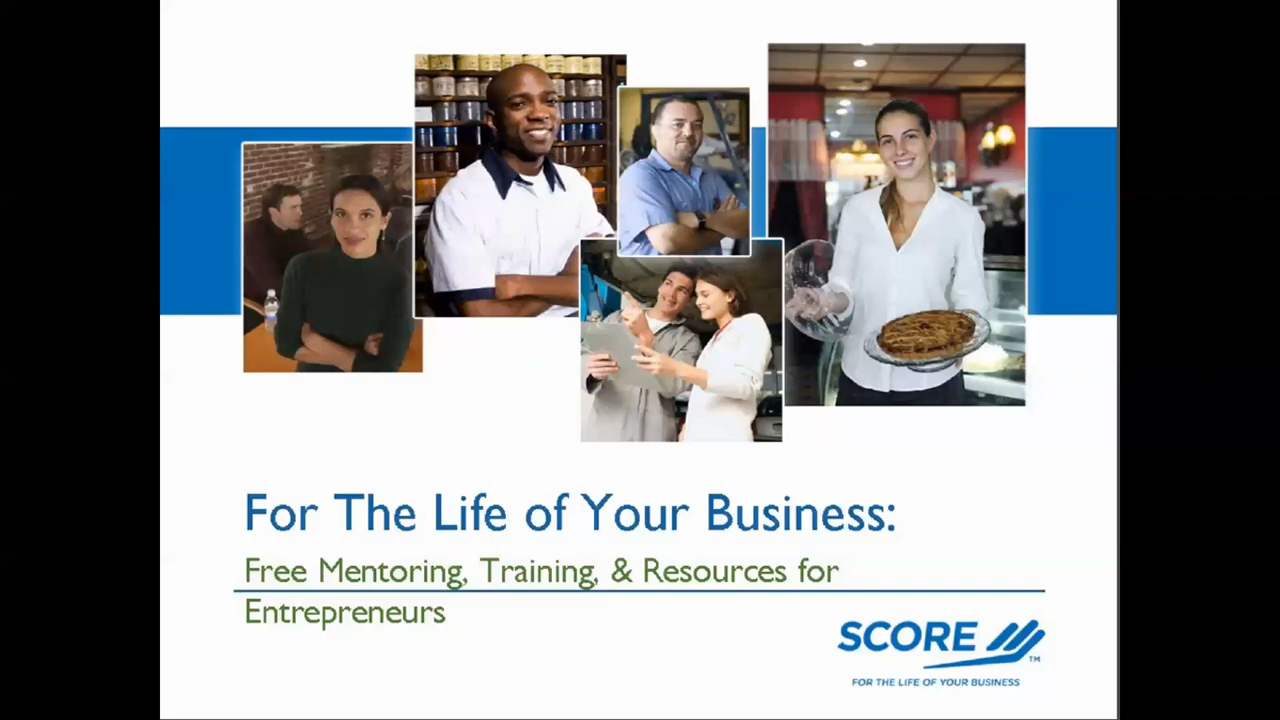 For The Life of Your Business:
Free Mentoring, Training, & Resources for
Entrepreneurs
SCORE
TM
FOR THE LIFE OF YOUR BUSINESS